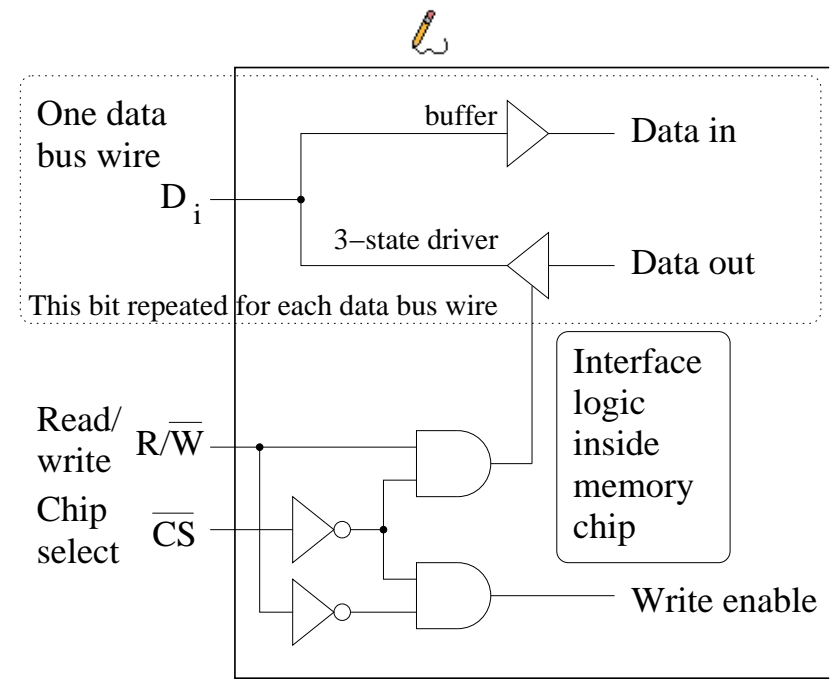 One data
bus wire
D i
buffer
Data in
3−state driver
Data out
This bit repeated for each data bus wire
Interface
logic
inside
memory
chip
Read/
write
R/W̅
Chip
select
C̅S̅
Write enable